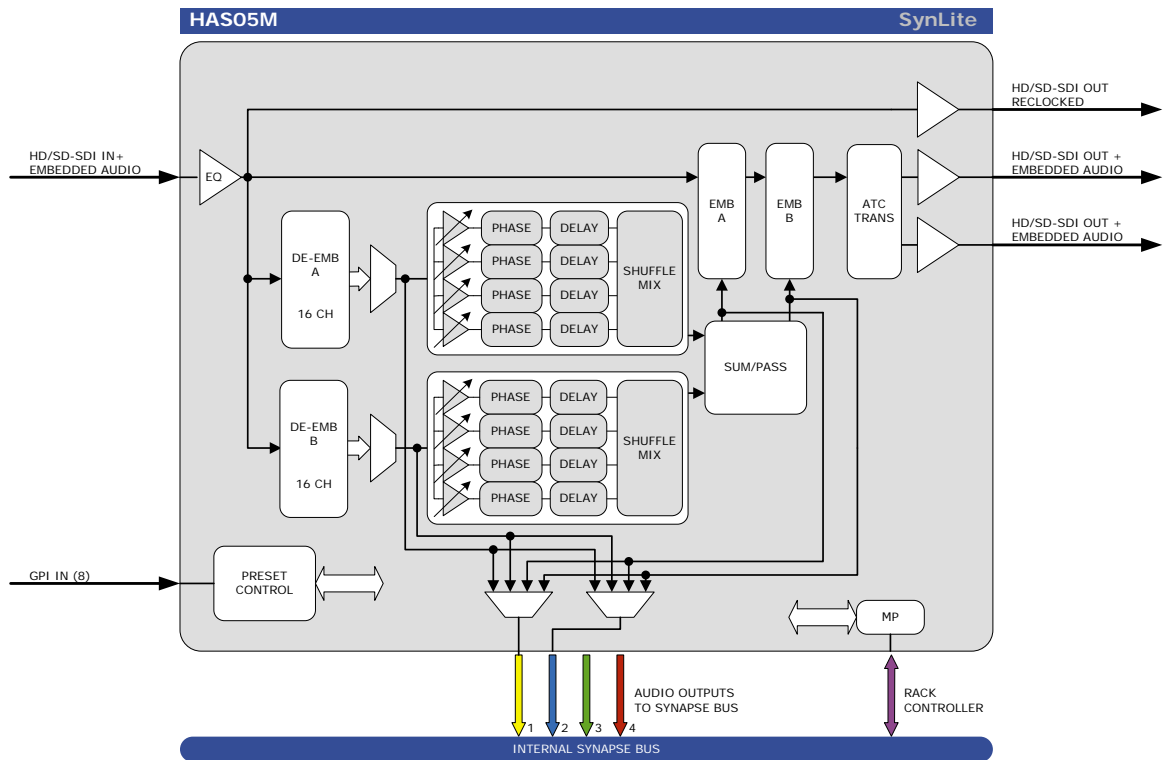 HAS05M
SynLite
HD/SD-SDI OUT
RECLOCKED
HD/SD-SDI IN+
EMBEDDED AUDIO
EQ
HD/SD-SDI OUT +
EMBEDDED AUDIO
EMB
A
EMB
B
ATC
TRANS
HD/SD-SDI OUT +
EMBEDDED AUDIO
DE-EMB
A
16 CH
PHASE
DELAY
PHASE
DELAY
PHASE
DELAY
PHASE
DELAY
SHUFFLE
MIX
SUM/PASS
DE-EMB
B
16 CH
PHASE
DELAY
PHASE
DELAY
PHASE
DELAY
PHASE
DELAY
SHUFFLE
MIX
GPI IN (8)
PRESET
CONTROL
MP
AUDIO OUTPUTS
TO SYNAPSE BUS
RACK
CONTROLLER
1
2
3
4
INTERNAL SYNAPSE BUS